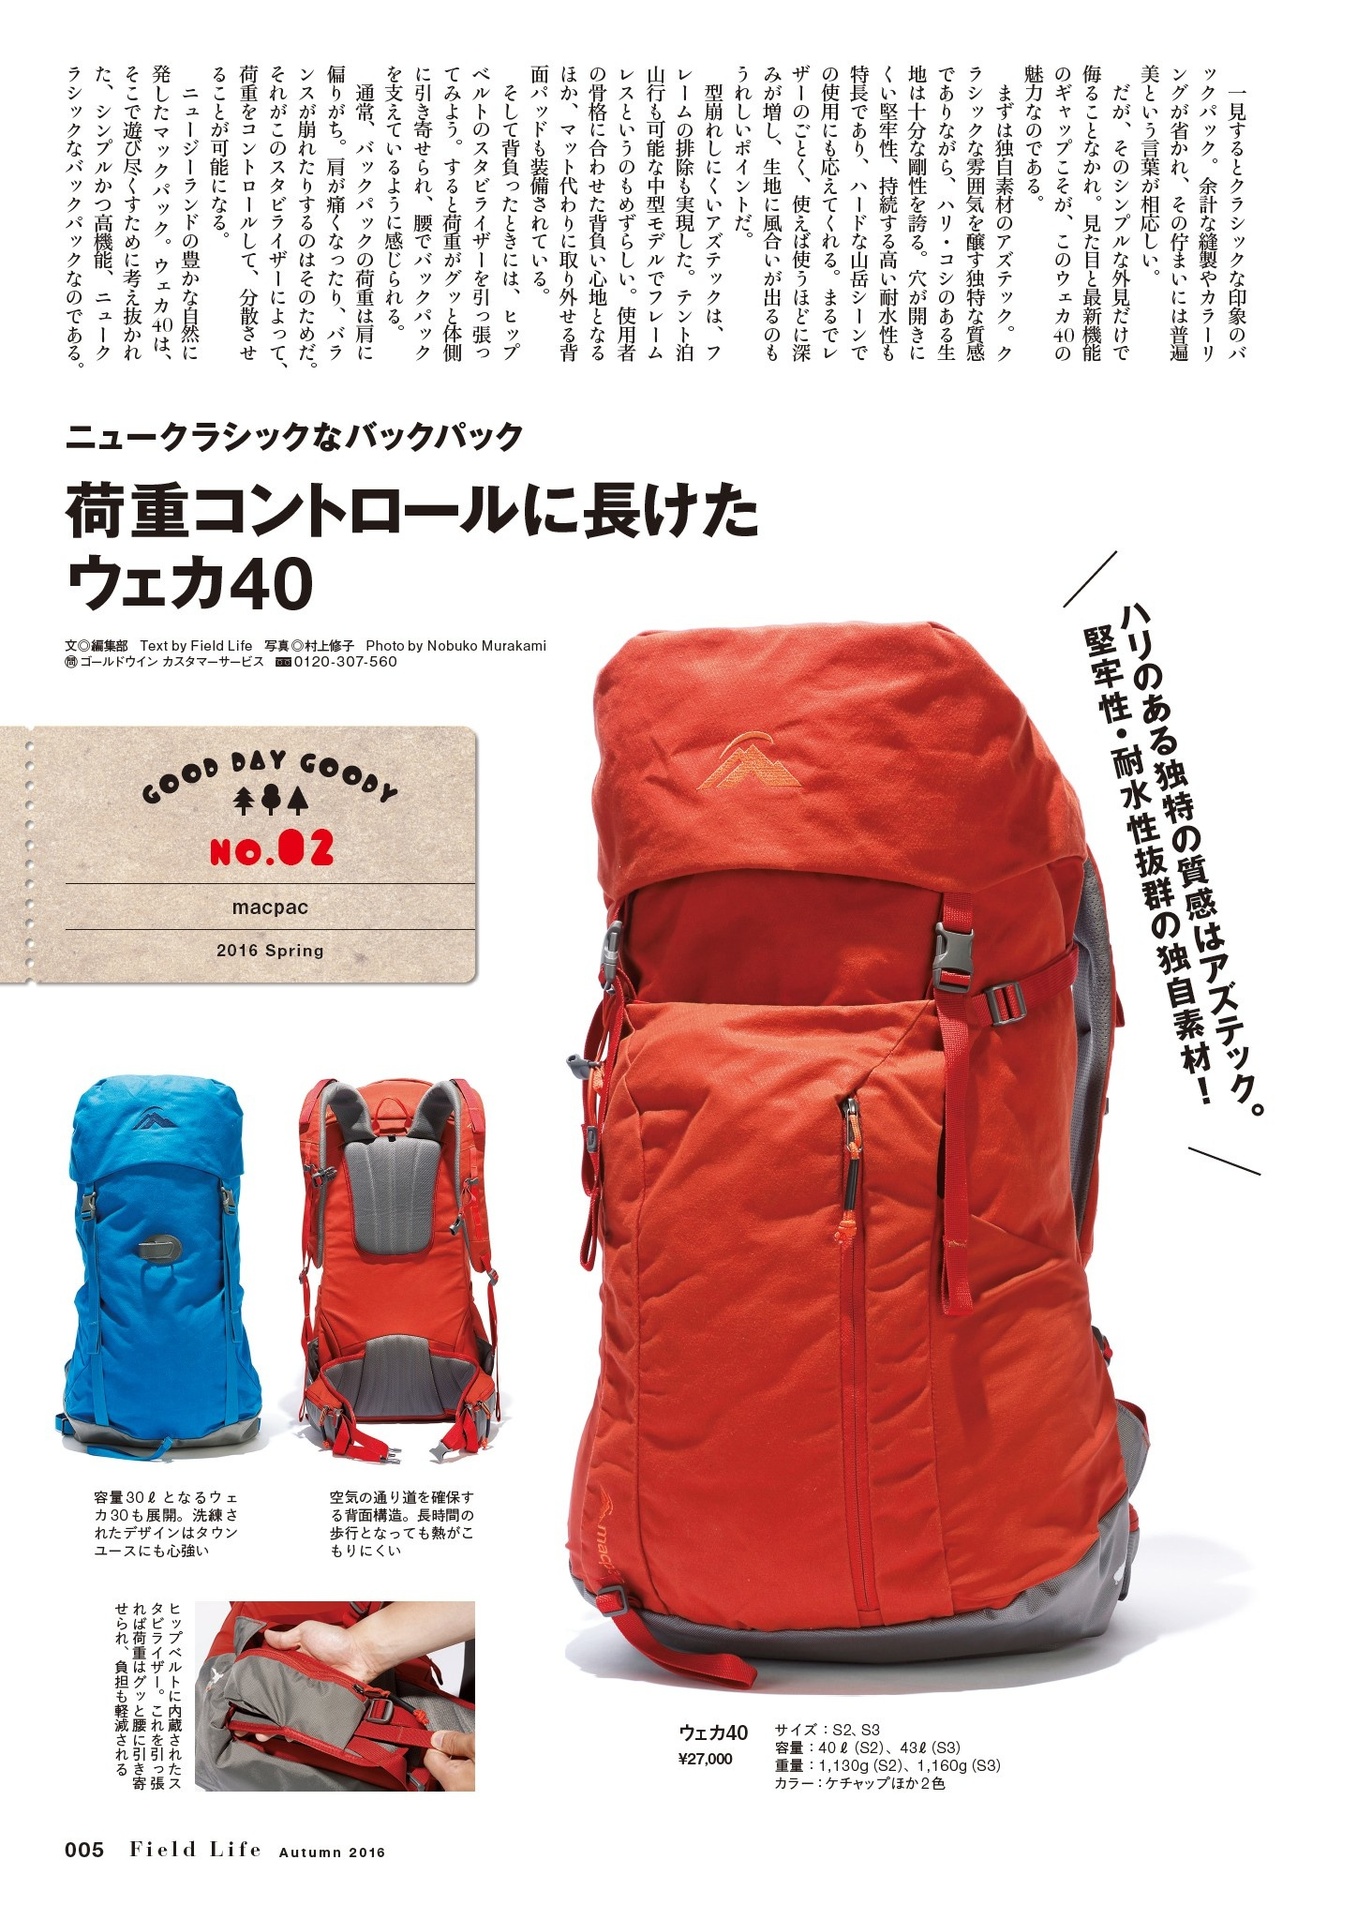 一見するとクラシックな印象のバ
ックパック。余計な縫製やカラーリ
ングが省かれ、その佇まいには普遍
美という言葉が相応しい。
だが、そのシンプルな外見だけで
侮ることなかれ。見た目と最新機能
のギャップこそが、このウェカ40の
魅力なのである。
まずは独自素材のアズテック。ク
ラシックな雰囲気を醸す独特な質感
でありながら、ハリ・コシのある生
地は十分な剛性を誇る。穴が開きに
くい堅牢性、持続する高い耐水性も
特長であり、ハードな山岳シーンで
の使用にも応えてくれる。まるでレ
ザーのごとく、使えば使うほどに深
みが増し、生地に風合いが出るのも
うれしいポイントだ。
型崩れしにくいアズテックは、フ
レームの排除も実現した。テント泊
山行も可能な中型モデルでフレーム
レスというのもめずらしい。使用者
の骨格に合わせた背負い心地となる
ほか、マット代わりに取り外せる背
面パッドも装備されている。
そして背負ったときには、ヒップ
ベルトのスタビライザーを引っ張っ
てみよう。すると荷重がグッと体側
に引き寄せられ、腰でバックパック
を支えているように感じられる。
通常、バックパックの荷重は肩に
偏りがち。肩が痛くなったり、バラ
ンスが崩れたりするのはそのためだ。
それがこのスタビライザーによって、
荷重をコントロールして、分散させ
ることが可能になる。
ニュージーランドの豊かな自然に
発したマックパック。ウェカ40は、
そこで遊び尽くすために考え抜かれ
た、シンプルかつ高機能、ニューク
ラシックなバックパックなのである。
ニュークラシックなバックパック
荷重コントロールに長けた
ウェカ40
文◎編集部 Text by Field Life 写真◎村上修子 Photo by Nobuko Murakami
㉄ゴールドウイン カスタマーサービス 0120-307-560
ハリのある独特の質感はアズテック。
堅牢性・耐水性抜群の独自素材！
GOOD DAY GOODY
NO.02
macpac
2016 Spring
容量30ℓとなるウェ
カ30も展開。洗練さ
れたデザインはタウン
ユースにも心強い
空気の通り道を確保す
る背面構造。長時間の
歩行となっても熱がこ
もりにくい
ヒップベルトに内蔵されたス
タビライザー。これを引っ張
れば荷重はグッと腰に引き寄
せられ、負担も軽減される
ウェカ40
¥27,000
サイズ：S2、S3
容量：40ℓ(S2)、43ℓ(S3)
重量：1,130g(S2)、1,160g(S3)
カラー：ケチャップほか2色
005 Field Life Autumn 2016